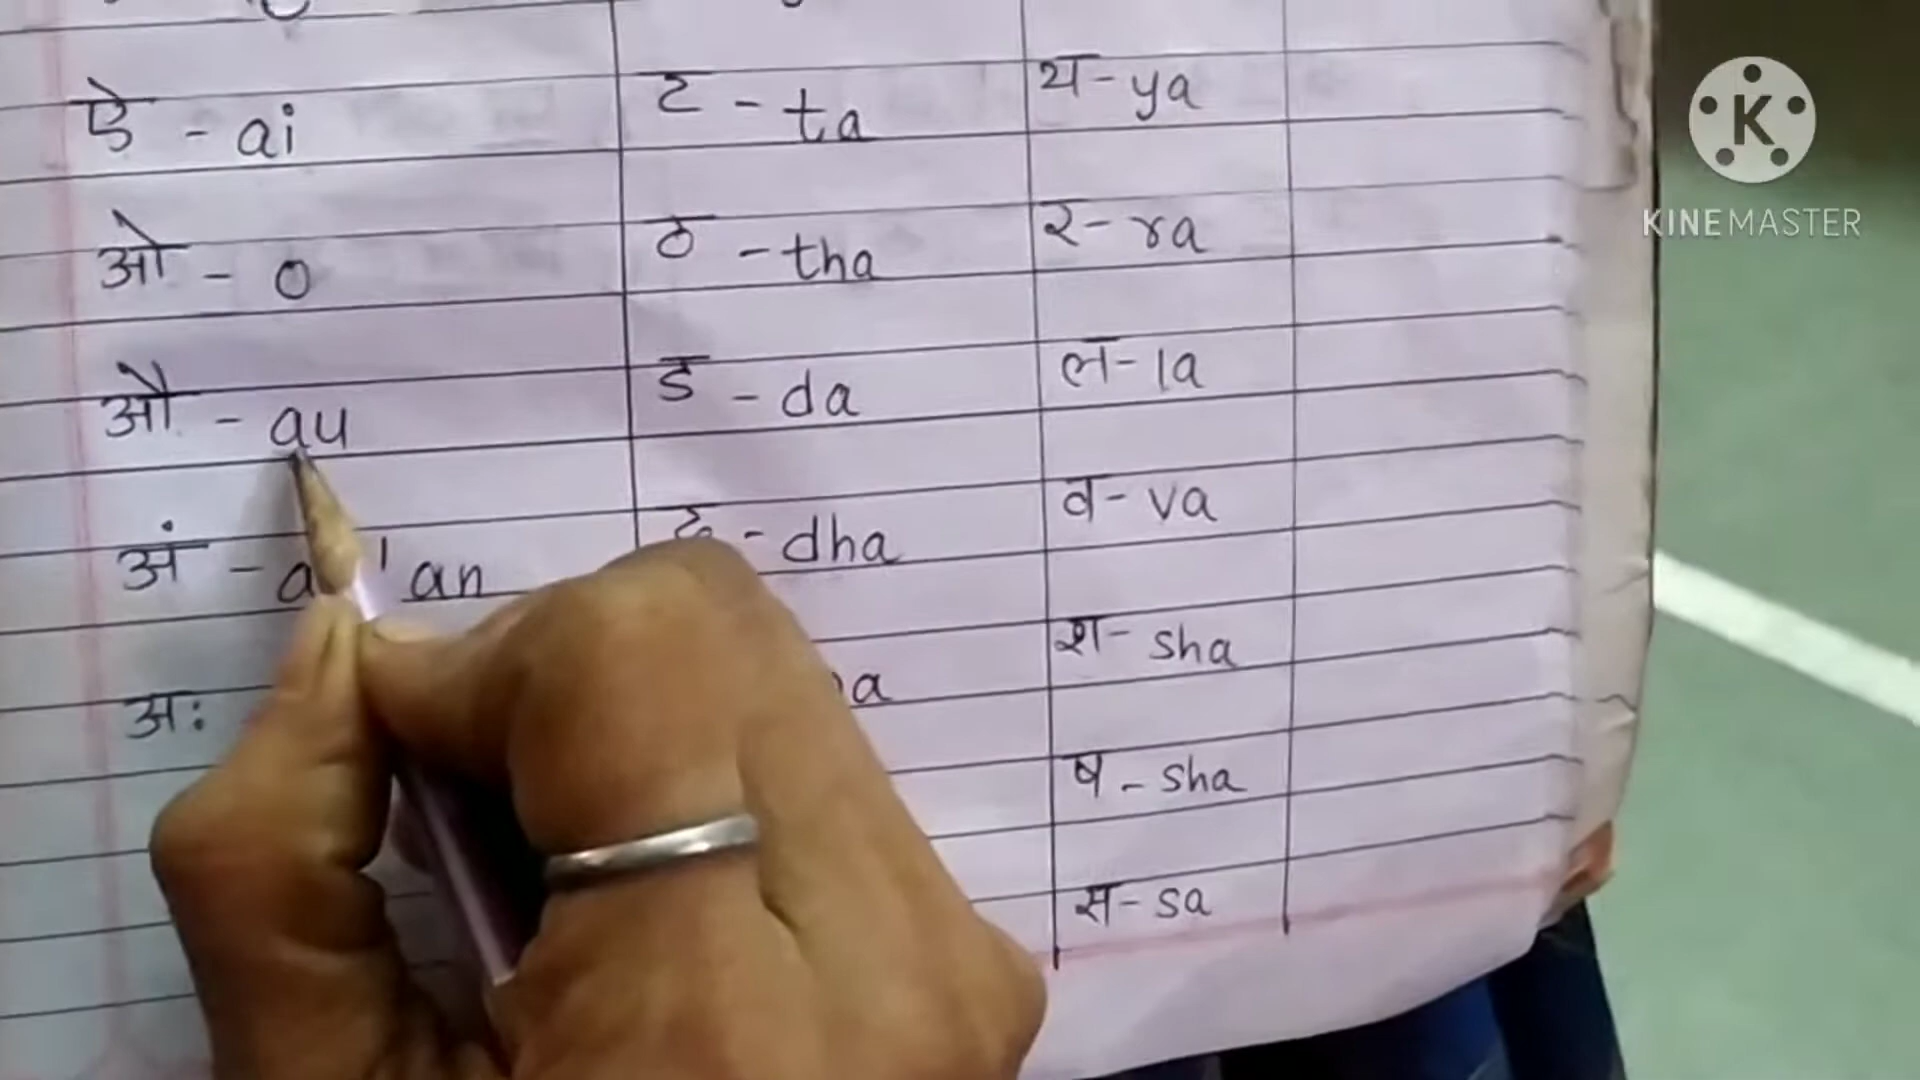 ऐ - ai
ओ - o
औ - au
अं - a ' an
अः
ट - ta
ठ - tha
ड - da
ढ - dha
a
य - ya
र - ra
ल - la
व - va
श - sha
ष - sha
स - sa
K
KINEMASTER